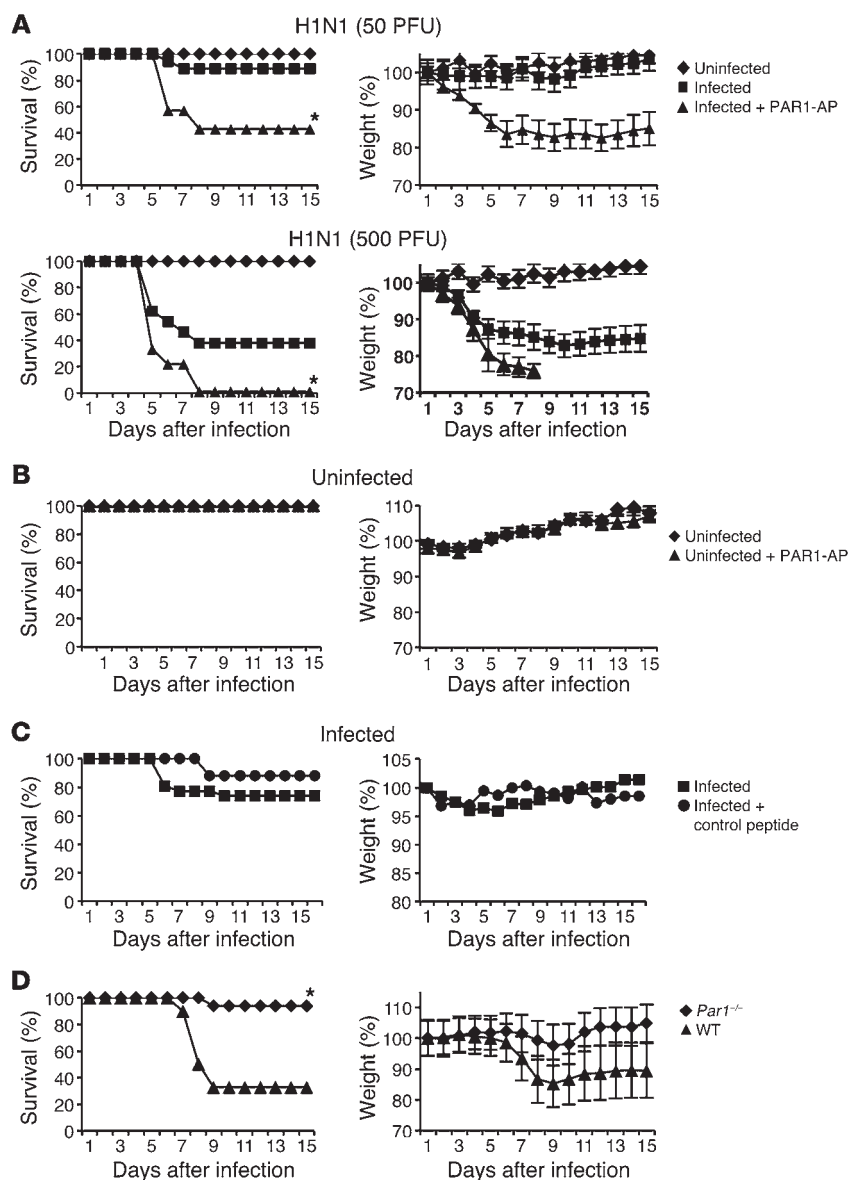 A
H1N1 (50 PFU)
Survival (%)
100
80
60
40
20
0
*
1 3 5 7 9 11 13 15
Weight (%)
100
90
80
70
1 3 5 7 9 11 13 15
Uninfected
Infected
Infected + PAR1-AP
H1N1 (500 PFU)
Survival (%)
100
80
60
40
20
0
*
1 3 5 7 9 11 13 15
Days after infection
Weight (%)
100
90
80
70
1 3 5 7 9 11 13 15
Days after infection
B
Uninfected
Survival (%)
100
80
60
40
20
0
1 3 5 7 9 11 13 15
Days after infection
Weight (%)
110
100
90
80
70
1 3 5 7 9 11 13 15
Days after infection
Uninfected
Uninfected + PAR1-AP
C
Infected
Survival (%)
100
80
60
40
20
0
1 3 5 7 9 11 13 15
Days after infection
Weight (%)
105
100
95
90
85
80
1 3 5 7 9 11 13 15
Days after infection
Infected
Infected +
control peptide
D
Survival (%)
100
80
60
40
20
0
*
1 3 5 7 9 11 13 15
Days after infection
Weight (%)
110
100
90
80
70
1 3 5 7 9 11 13 15
Days after infection
Par1–/–
WT